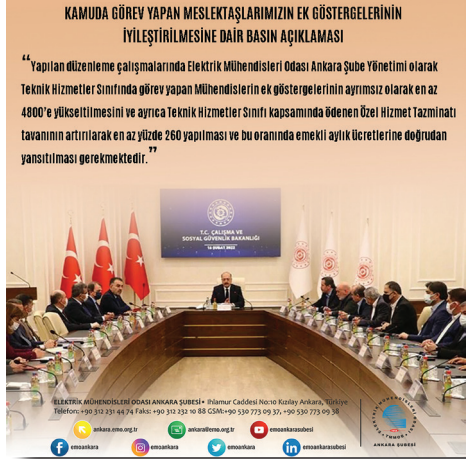 KAMUDA GÖREV YAPAN MESLEKTAŞLARIMIZIN EK GÖSTERGELERİNİN
İYİLEŞTİRİLMESİNE DAİR BASIN AÇIKLAMASI
“Yapılan düzenleme çalışmalarında Elektrik Mühendisleri Odası Ankara Şube Yönetimi olarak
Teknik Hizmetler Sınıfında görev yapan Mühendislerin ek göstergelerinin ayrımsız olarak en az
4800'e yükseltilmesini ve ayrıca Teknik Hizmetler Sınıfı kapsamında ödenen Özel Hizmet Tazminatı
tavanının artırılarak en az yüzde 260 yapılması ve bu oranında emekli aylık ücretlerine doğrudan
yansıtılması gerekmektedir.”
T.C. ÇALIŞMA VE
SOSYAL GÜVENLİK BAKANLIĞI
16 ŞUBAT 2022
ELEKTRİK MÜHENDİSLERİ ODASI ANKARA ŞUBESİ • Ihlamur Caddesi No:10 Kızılay Ankara, Türkiye
Telefon: +90 312 231 44 74 Faks: +90 312 232 10 88 GSM:+90 530 773 09 37, +90 530 773 09 38
ankara.emo.org.tr
ankara@emo.org.tr
emoankarasubesi
emoankarasubesi
emoankara
emoankara
emoankarasubesi
ANKARA ŞUBESİ